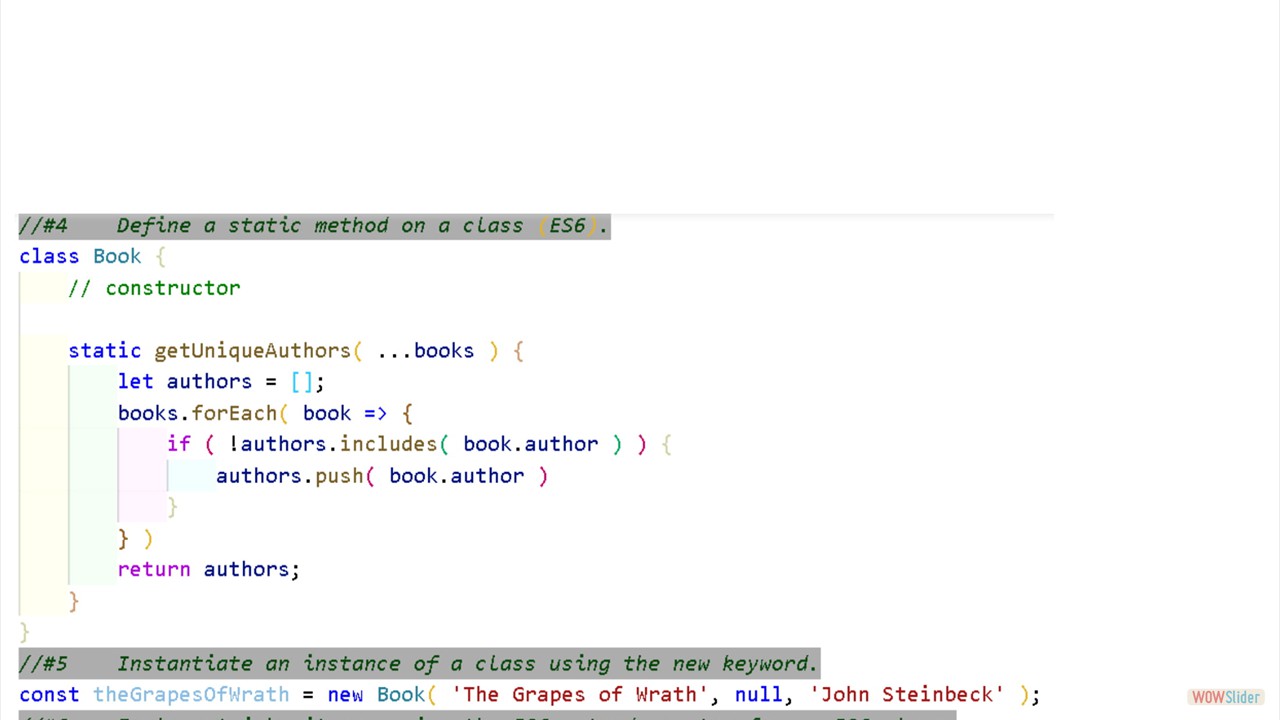 //#4    Define a static method on a class (ES6).
class Book {
    // constructor
    static getUniqueAuthors( ...books ) {
        let authors = [];
        books.forEach( book => {
            if ( !authors.includes( book.author ) ) {
                authors.push( book.author )
            }
        } )
        return authors;
    }
}
//#5    Instantiate an instance of a class using the new keyword.
const theGrapesOfWrath = new Book( 'The Grapes of Wrath', null, 'John Steinbeck' );
WOWSlider